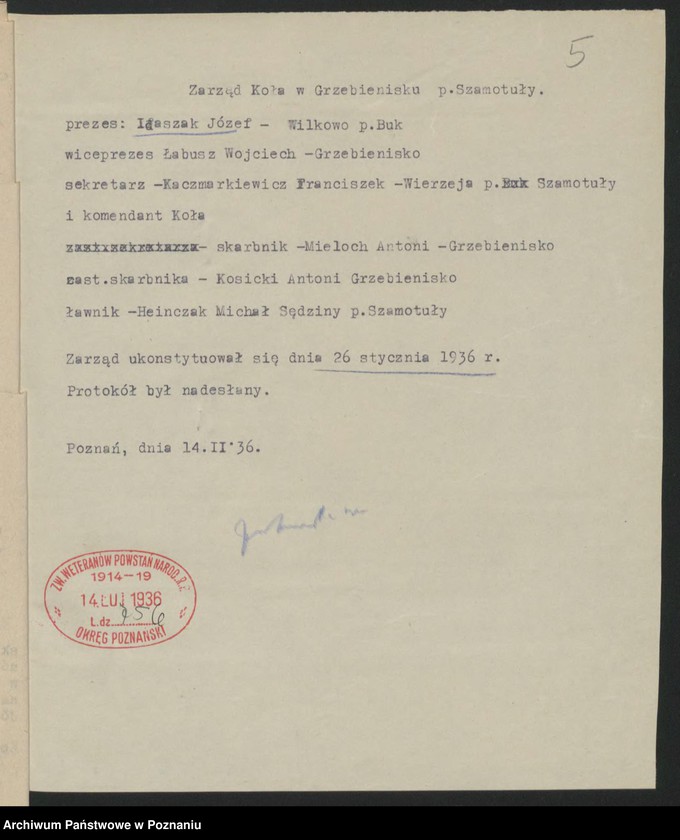 5
Zarząd Koła w Grzebienisku p.Szamotuły.
prezes: Józef - Wilkowo p.Buk
wiceprezes Łabusz Wojciech -Grzebienisko
sekretarz -Kaczmarkiewicz Franciszek -Wierzeja p. Szamotuły
i komendant Koła
- skarbnik -Mieloch Antoni -Grzebienisko
zast.skarbnika - Kosicki Antoni Grzebienisko
ławnik -Heinczak Michał Sędziny p.Szamotuły
Zarząd ukonstytuował się dnia 26 stycznia 1936 r.
Protokół był nadesłany.
Poznań, dnia 14.II.36.
ZW. WETERANÓW POWSTAŃ NAROD. R.P.
1914-19
14.LUJ 1936
L.dz. 256
OKRĘG POZNAŃSKI
Archiwum Państwowe w Poznaniu